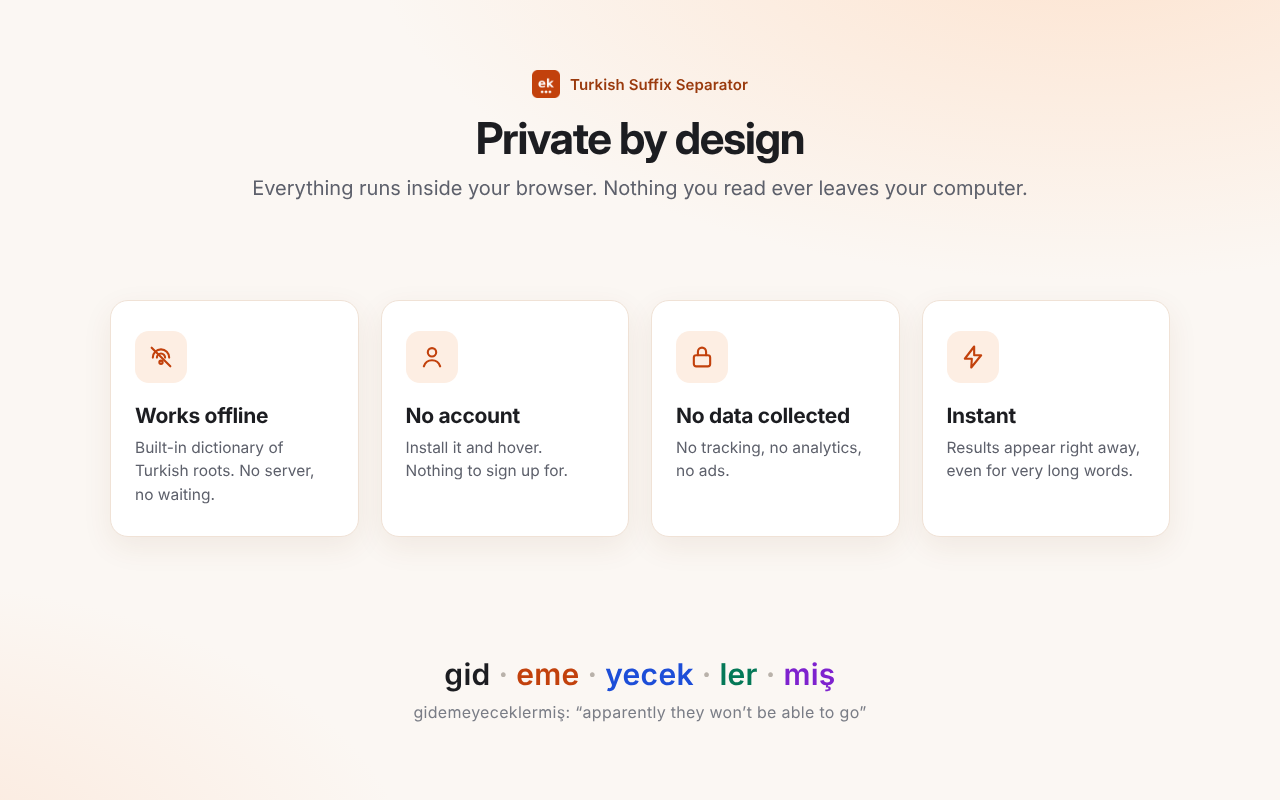 ek
Turkish Suffix Separator
Private by design
Everything runs inside your browser. Nothing you read ever leaves your computer.
Works offline
Built-in dictionary of
Turkish roots. No server,
no waiting.
No account
Install it and hover.
Nothing to sign up for.
No data collected
No tracking, no analytics,
no ads.
Instant
Results appear right away,
even for very long words.
gid · eme · yecek · ler · miş
gidemeyeceklermiş: “apparently they won’t be able to go”